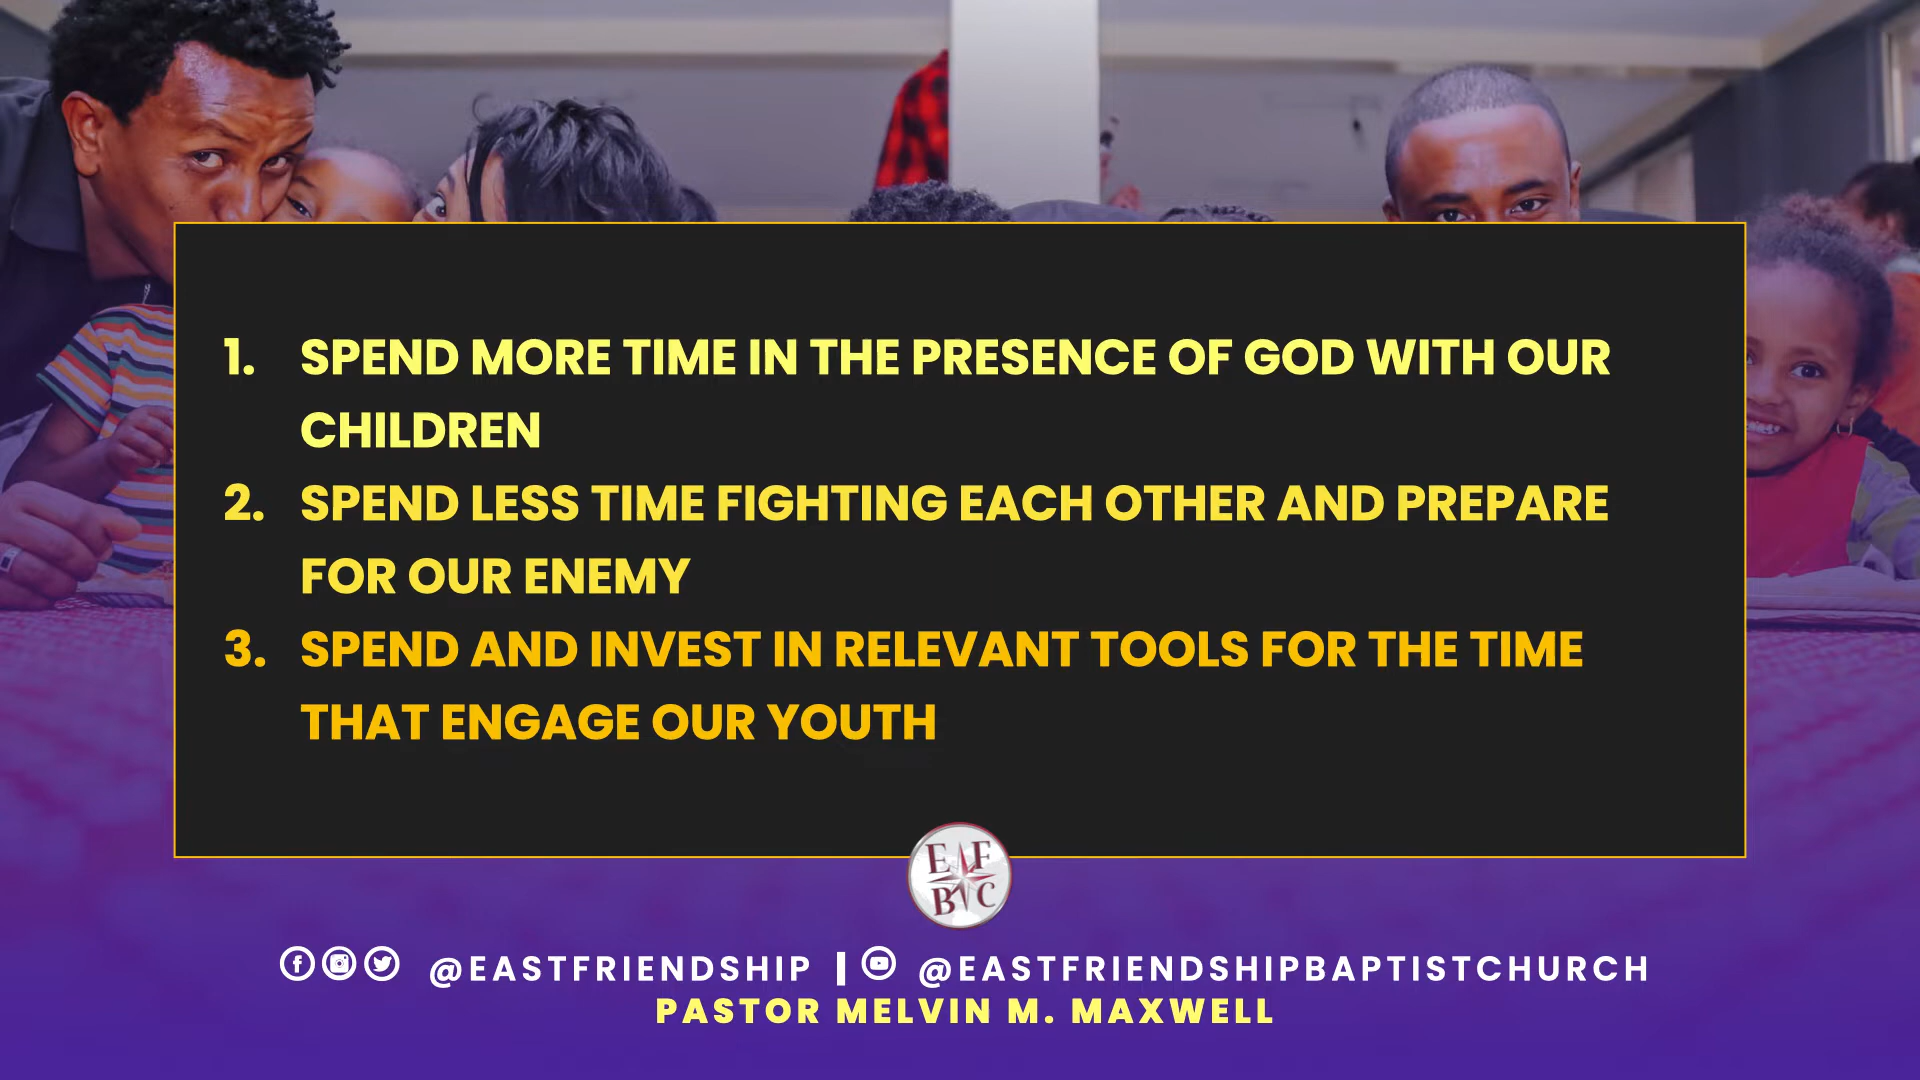 1. SPEND MORE TIME IN THE PRESENCE OF GOD WITH OUR
CHILDREN
2. SPEND LESS TIME FIGHTING EACH OTHER AND PREPARE
FOR OUR ENEMY
3. SPEND AND INVEST IN RELEVANT TOOLS FOR THE TIME
THAT ENGAGE OUR YOUTH
E F
B C
@EASTFRIENDSHIP | @EASTFRIENDSHIPBAPTISTCHURCH
PASTOR MELVIN M. MAXWELL